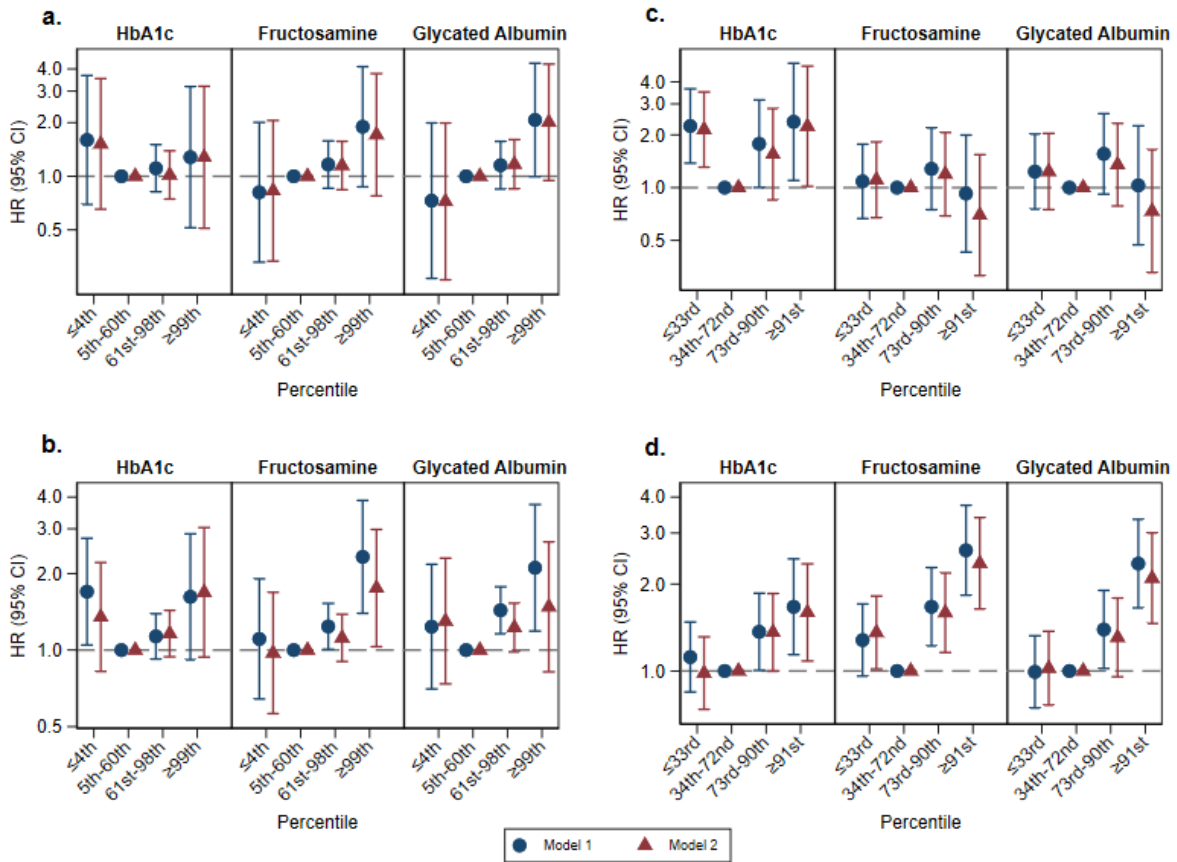 a.
HbA1c Fructosamine Glycated Albumin
HR (95% CI)
4.0
3.0
2.0
1.0
0.5
≤4th 5th-60th 61st-98th ≥99th ≤4th 5th-60th 61st-98th ≥99th ≤4th 5th-60th 61st-98th ≥99th
Percentile
c.
HbA1c Fructosamine Glycated Albumin
HR (95% CI)
4.0
3.0
2.0
1.0
0.5
≤33rd 34th-72nd 73rd-90th ≥91st ≤33rd 34th-72nd 73rd-90th ≥91st ≤33rd 34th-72nd 73rd-90th ≥91st
Percentile
b.
HbA1c Fructosamine Glycated Albumin
HR (95% CI)
4.0
3.0
2.0
1.0
0.5
≤4th 5th-60th 61st-98th ≥99th ≤4th 5th-60th 61st-98th ≥99th ≤4th 5th-60th 61st-98th ≥99th
Percentile
d.
HbA1c Fructosamine Glycated Albumin
HR (95% CI)
4.0
3.0
2.0
1.0
≤33rd 34th-72nd 73rd-90th ≥91st ≤33rd 34th-72nd 73rd-90th ≥91st ≤33rd 34th-72nd 73rd-90th ≥91st
Percentile
Model 1 Model 2